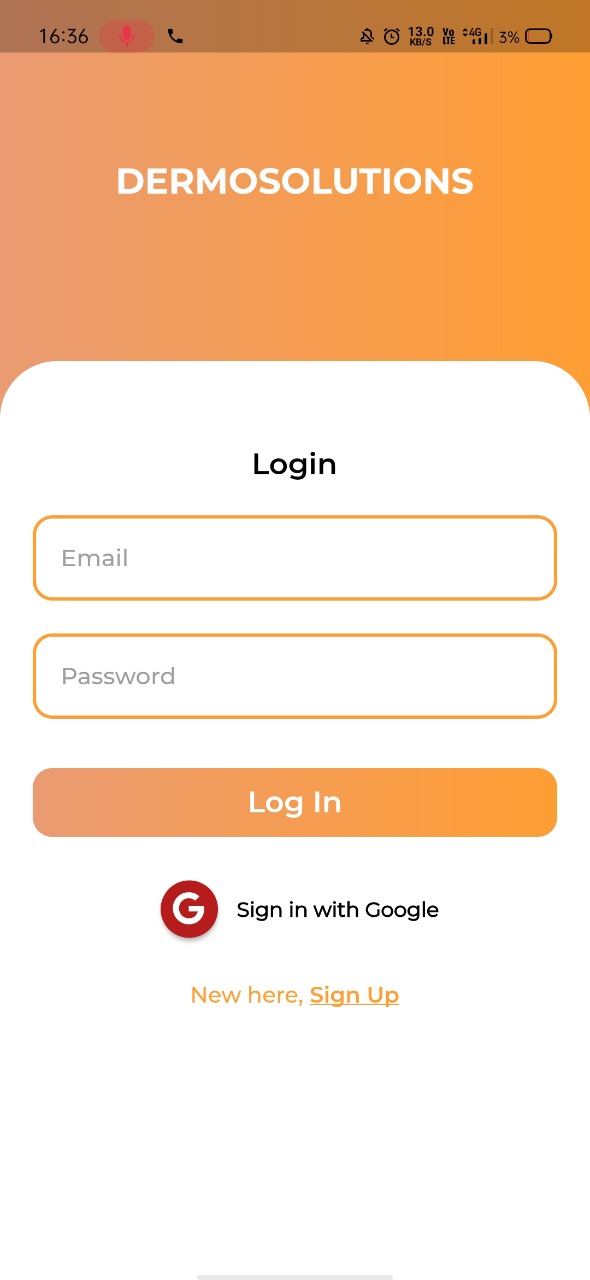 16:36 13.0 KB/S Vo LTE 4G 3%
DERMOSOLUTIONS
Login
Email
Password
Log In
G Sign in with Google
New here, Sign Up